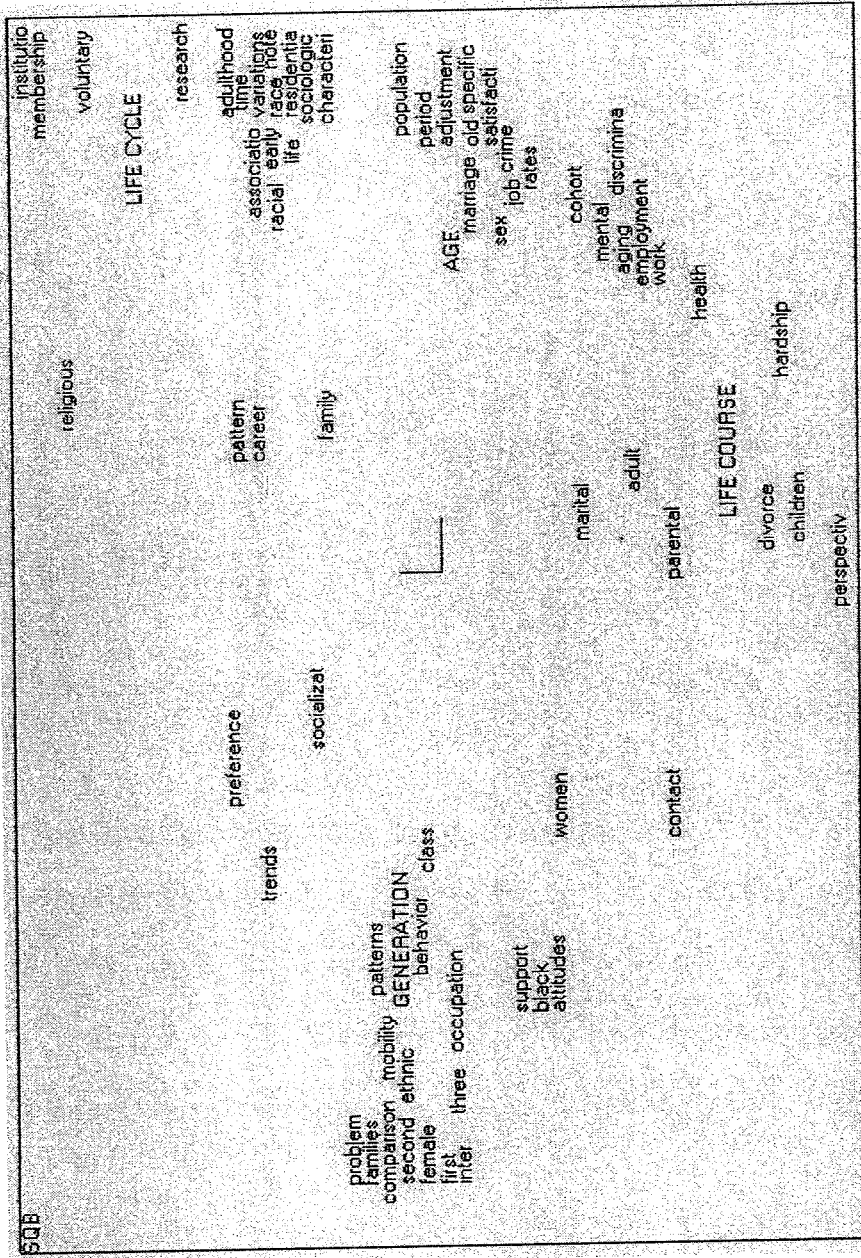 SQB institutio
membership
religious
voluntary
LIFE CYCLE
research
adulthood
preference pattern time
career associatio variations
trends racial early race note
life residentia
sociologic
socializat family characteri
problem
families
patterns
comparison mobility
GENERATION population
second ethnic
behavior
female class period
first adjustment
AGE
three occupation
inter
marriage old specific
satisfacti
sex crime
job
support rates
black
attitudes women
cohort
marital
mental
discrimina
aging
adult
employment
work
contact parental
health
LIFE COURSE
divorce
hardship
children
perspectiv